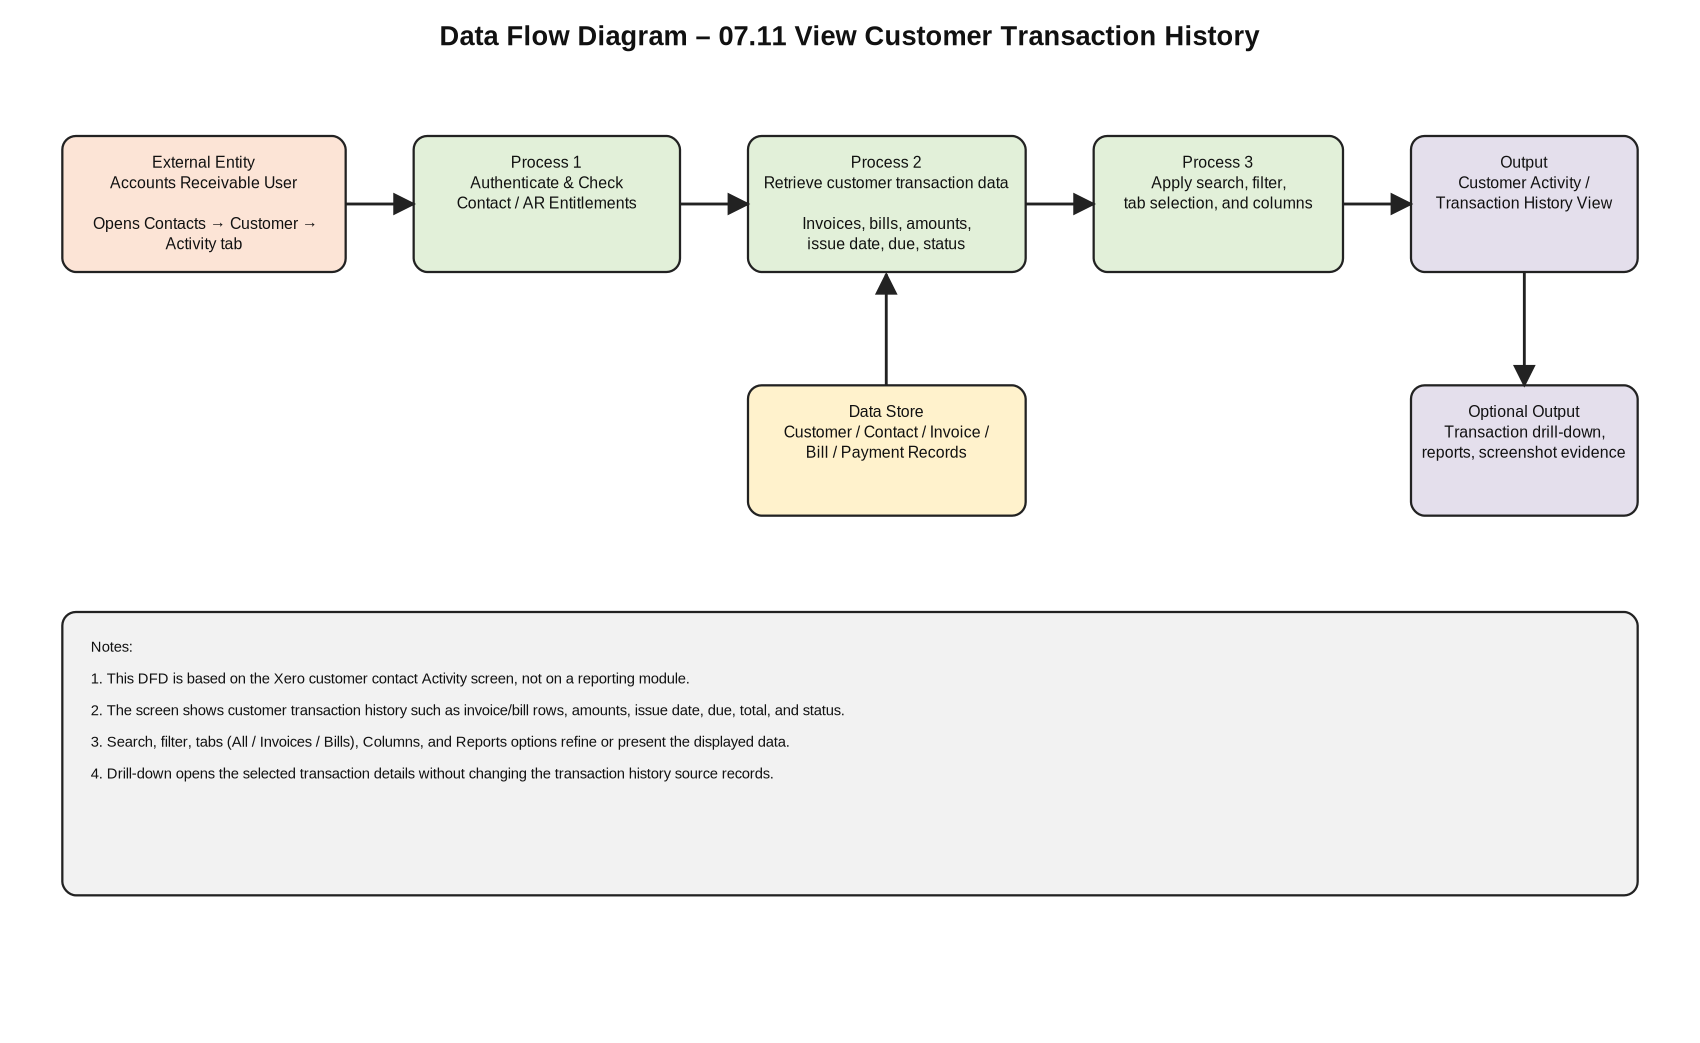 Data Flow Diagram – 07.11 View Customer Transaction History
External Entity
Accounts Receivable User
Opens Contacts → Customer →
Activity tab
Process 1
Authenticate & Check
Contact / AR Entitlements
Process 2
Retrieve customer transaction data
Invoices, bills, amounts,
issue date, due, status
Process 3
Apply search, filter,
tab selection, and columns
Output
Customer Activity /
Transaction History View
Data Store
Customer / Contact / Invoice /
Bill / Payment Records
Optional Output
Transaction drill-down,
reports, screenshot evidence
Notes:
1. This DFD is based on the Xero customer contact Activity screen, not on a reporting module.
2. The screen shows customer transaction history such as invoice/bill rows, amounts, issue date, due, total, and status.
3. Search, filter, tabs (All / Invoices / Bills), Columns, and Reports options refine or present the displayed data.
4. Drill-down opens the selected transaction details without changing the transaction history source records.